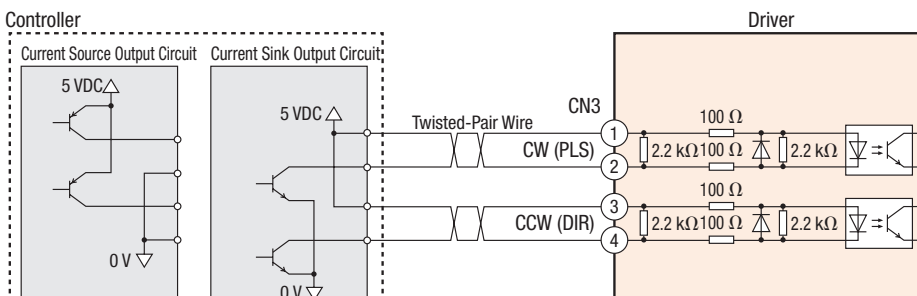 Controller
Driver
Current Source Output Circuit
Current Sink Output Circuit
5 VDC
5 VDC
CN3
100 Ω
Twisted-Pair Wire
1
CW (PLS)
2.2 kΩ
100 Ω
2.2 kΩ
2
100 Ω
3
CCW (DIR)
2.2 kΩ
100 Ω
2.2 kΩ
4
0 V
0 V